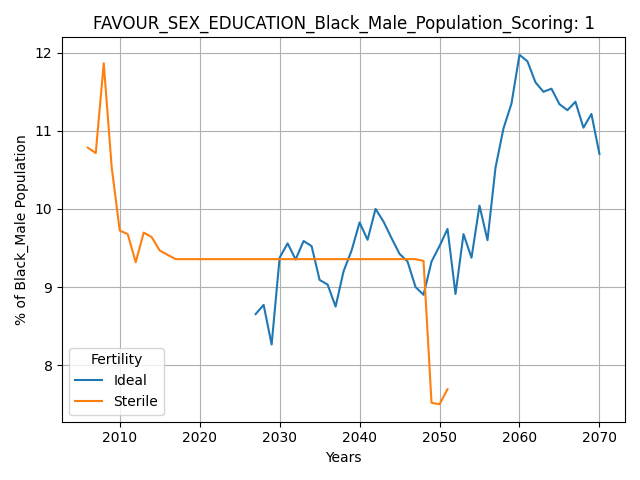 FAVOUR_SEX_EDUCATION_Black_Male_Population_Scoring: 1
% of Black_Male Population
12
11
10
9
8
Fertility
Ideal
Sterile
2010 2020 2030 2040 2050 2060 2070
Years